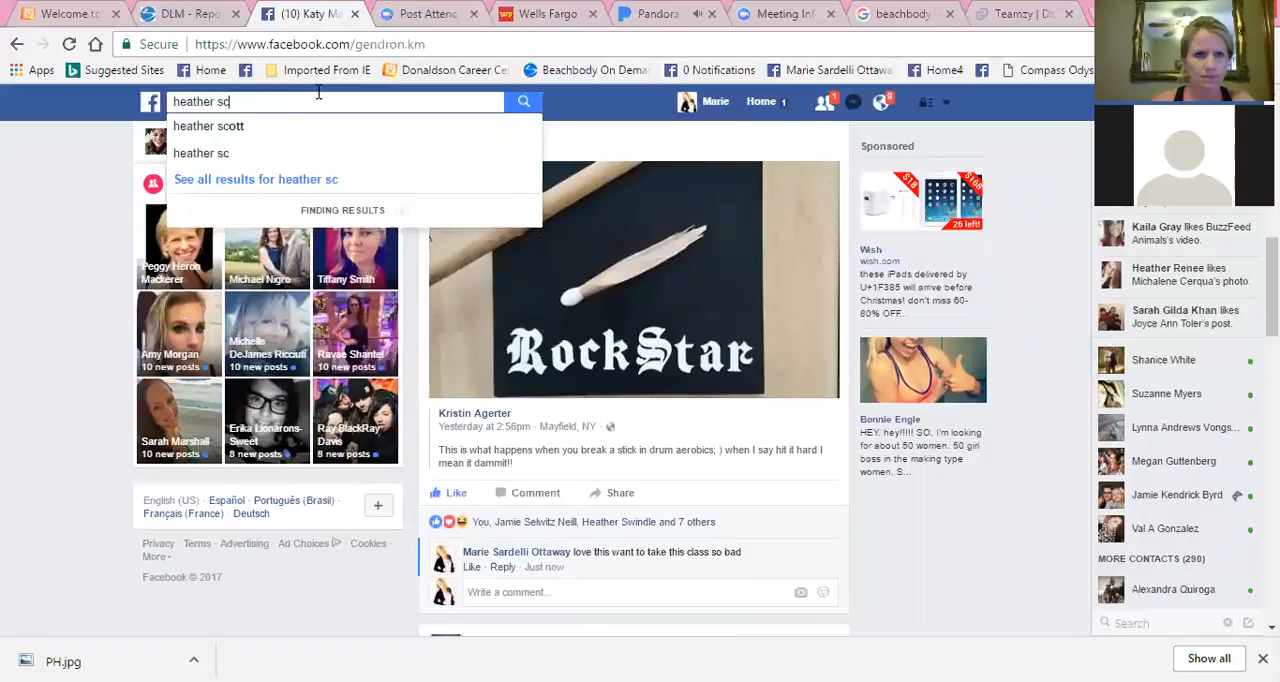 Welcome to
DLM - Repo
(10) Katy Ma
Post Attend
Wells Fargo
Pandora
Meeting Inf
beachbody
Teamzy | Da
Secure
https://www.facebook.com/gendron.km
Apps
Suggested Sites
Home
Imported From IE
Donaldson Career Ce
Beachbody On Dema
0 Notifications
Marie Sardelli Ottawa
Home4
Compass Odys
heather sc
Marie
Home 1
1
9
heather scott
heather sc
See all results for heather sc
FINDING RESULTS
Peggy Heron
Mackerer
Michael Nigro
Tiffany Smith
Amy Morgan
10 new posts
Michelle
DeJames Ricciuti
10 new posts
Ravae Shantel
10 new posts
Sarah Marshall
10 new posts
Erika Lionarons-
Sweet
8 new posts
Ray BlackRay
Davis
8 new posts
English (US) · Español · Português (Brasil) ·
Français (France) · Deutsch
Privacy · Terms · Advertising · Ad Choices · Cookies ·
More
Facebook © 2017
RockStar
Kristin Agerter
Yesterday at 2:56pm · Mayfield, NY ·
This is what happens when you break a stick in drum aerobics; ) when I say hit it hard I
mean it dammit!!
Like
Comment
Share
You, Jamie Selwitz Neill, Heather Swindle and 7 others
Marie Sardelli Ottaway love this want to take this class so bad
Like · Reply · Just now
Write a comment...
Sponsored
$18
$168
26 left!
Wish
wish.com
these iPads delivered by
U+1F385 will arrive before
Christmas! don't miss 60-
80% OFF...
Bonnie Engle
HEY, hey!!!!! SO, I'm looking
for about 50 women. 50 girl
boss in the making type
women. S...
Kaila Gray likes BuzzFeed
Animals's video.
Heather Renee likes
Michalene Cerqua's photo.
Sarah Gilda Khan likes
Joyce Ann Toler's post.
Shanice White
Suzanne Myers
Lynna Andrews Vongs...
Megan Guttenberg
Jamie Kendrick Byrd
Val A Gonzalez
MORE CONTACTS (290)
Alexandra Quiroga
Search
PH.jpg
Show all